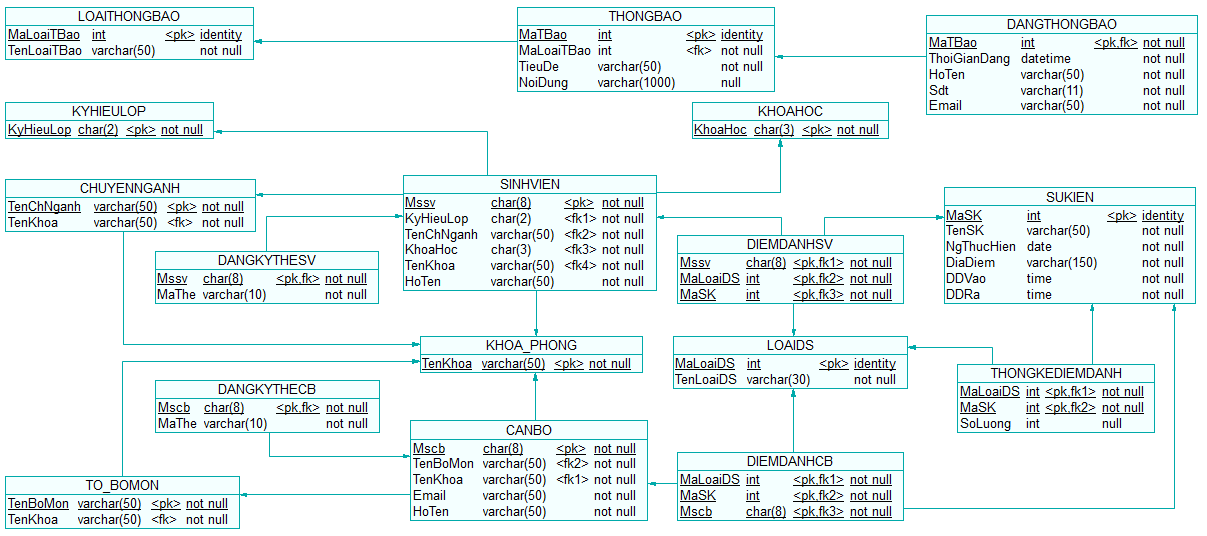 LOAITHONGBAO
MaLoaiTBao int <pk> identity
TenLoaiTBao varchar(50) not null
THONGBAO
MaTBao int <pk> identity
MaLoaiTBao int <fk> not null
TieuDe varchar(50) not null
NoiDung varchar(1000) null
DANGTHONGBAO
MaTBao int <pk,fk> not null
ThoiGianDang datetime not null
HoTen varchar(50) not null
Sdt varchar(11) not null
Email varchar(50) not null
KYHIEULOP
KyHieuLop char(2) <pk> not null
KHOAHOC
KhoaHoc char(3) <pk> not null
CHUYENNGANH
TenChNganh varchar(50) <pk> not null
TenKhoa varchar(50) <fk> not null
SINHVIEN
Mssv char(8) <pk> not null
KyHieuLop char(2) <fk1> not null
TenChNganh varchar(50) <fk2> not null
KhoaHoc char(3) <fk3> not null
TenKhoa varchar(50) <fk4> not null
HoTen varchar(50) not null
SUKIEN
MaSK int <pk> identity
TenSK varchar(50) not null
NgThucHien date not null
DiaDiem varchar(150) not null
DDVao time not null
DDRa time not null
DANGKYTHESV
Mssv char(8) <pk,fk> not null
MaThe varchar(10) not null
DIEMDANHSV
Mssv char(8) <pk,fk1> not null
MaLoaiDS int <pk,fk2> not null
MaSK int <pk,fk3> not null
KHOA_PHONG
TenKhoa varchar(50) <pk> not null
LOAIDS
MaLoaiDS int <pk> identity
TenLoaiDS varchar(30) not null
THONGKEDIEMDANH
MaLoaiDS int <pk,fk1> not null
MaSK int <pk,fk2> not null
SoLuong int null
DANGKYTHECB
Mscb char(8) <pk,fk> not null
MaThe varchar(10) not null
CANBO
Mscb char(8) <pk> not null
TenBoMon varchar(50) <fk2> not null
TenKhoa varchar(50) <fk1> not null
Email varchar(50) not null
HoTen varchar(50) not null
DIEMDANHCB
MaLoaiDS int <pk,fk1> not null
MaSK int <pk,fk2> not null
Mscb char(8) <pk,fk3> not null
TO_BOMON
TenBoMon varchar(50) <pk> not null
TenKhoa varchar(50) <fk> not null